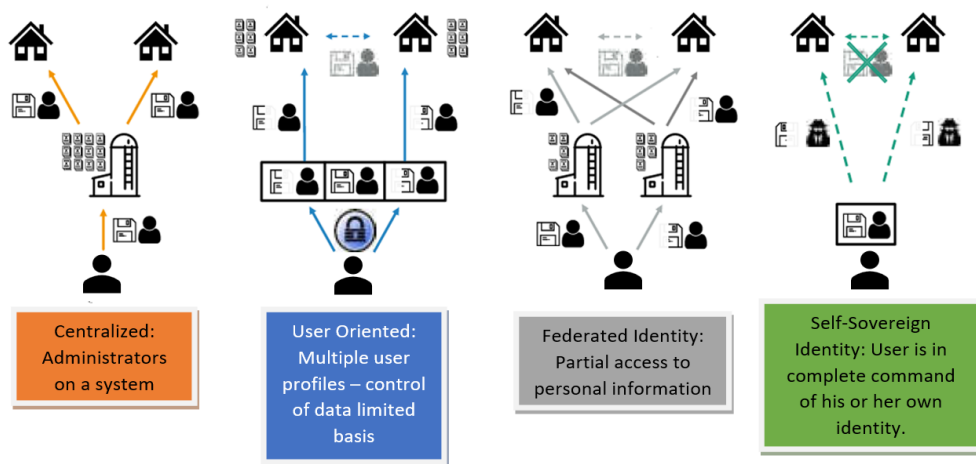 Centralized:
Administrators
on a system
User Oriented:
Multiple user
profiles – control
of data limited
basis
Federated Identity:
Partial access to
personal information
Self-Sovereign
Identity: User is in
complete command
of his or her own
identity.